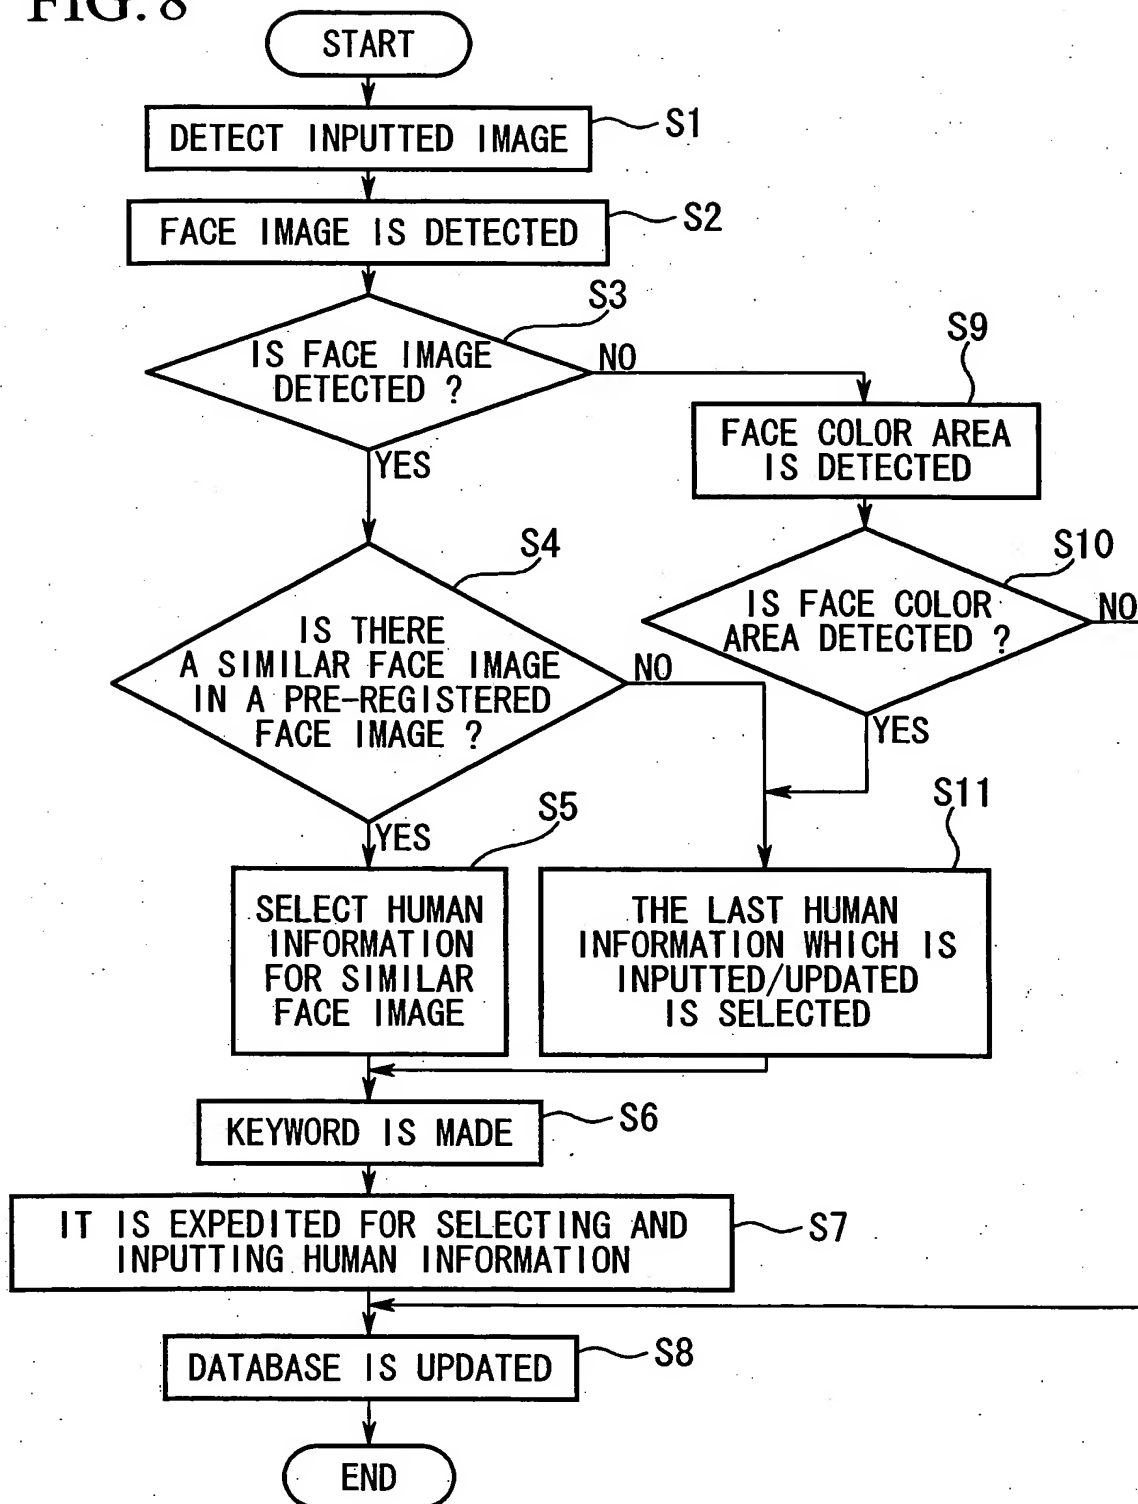 FIG. 8
START
DETECT INPUTTED IMAGE
S1
FACE IMAGE IS DETECTED
S2
S3
IS FACE IMAGE
DETECTED ?
NO
YES
S9
FACE COLOR AREA
IS DETECTED
S4
IS THERE
A SIMILAR FACE IMAGE
IN A PRE-REGISTERED
FACE IMAGE ?
NO
YES
S10
IS FACE COLOR
AREA DETECTED ?
NO
YES
S5
SELECT HUMAN
INFORMATION
FOR SIMILAR
FACE IMAGE
S11
THE LAST HUMAN
INFORMATION WHICH IS
INPUTTED/UPDATED
IS SELECTED
KEYWORD IS MADE
S6
IT IS EXPEDITED FOR SELECTING AND
INPUTTING HUMAN INFORMATION
S7
DATABASE IS UPDATED
S8
END